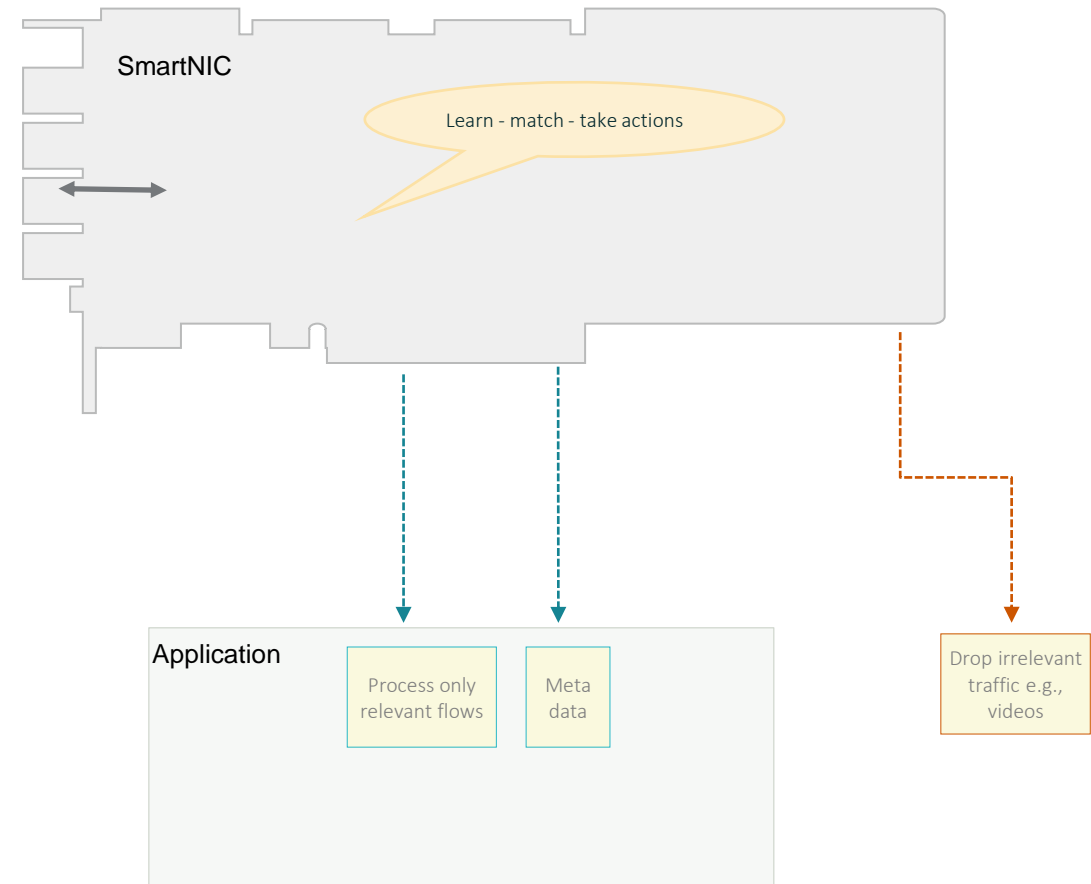 SmartNIC
Learn - match - take actions
Application
Process only
relevant flows
Meta
data
Drop irrelevant
traffic e.g.,
videos